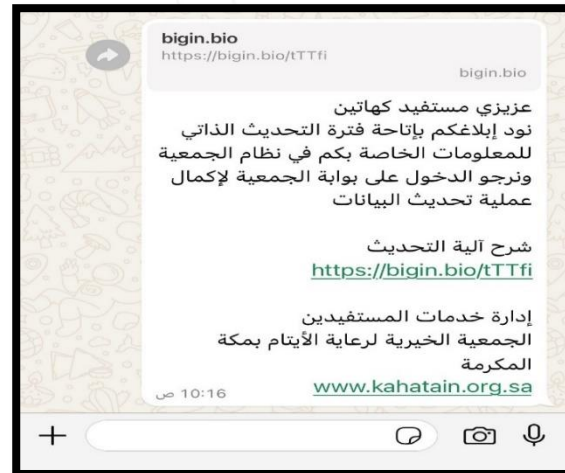 bigin.bio
https://bigin.bio/tTTfi
bigin.bio
عزيزي مستفيد كهاتين
نود إبلاغكم بإتاحة فترة التحديث الذاتي
للمعلومات الخاصة بكم في نظام الجمعية
ونرجو الدخول على بوابة الجمعية لإكمال
عملية تحديث البيانات
شرح آلية التحديث
https://bigin.bio/tTTfi
إدارة خدمات المستفيدين
الجمعية الخيرية لرعاية الأيتام بمكة
المكرمة
www.kahatain.org.sa
10:16 ص